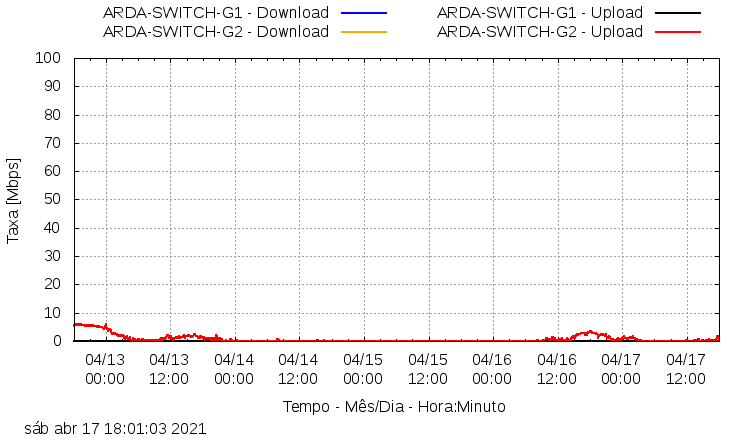 ARDA-SWITCH-G1 - Download ARDA-SWITCH-G1 - Upload
ARDA-SWITCH-G2 - Download ARDA-SWITCH-G2 - Upload
100
90
80
70
60
50
40
30
20
10
0
Taxa [Mbps]
04/13 04/13 04/14 04/14 04/15 04/15 04/16 04/16 04/17 04/17
00:00 12:00 00:00 12:00 00:00 12:00 00:00 12:00 00:00 12:00
Tempo - Mês/Dia - Hora:Minuto
sáb abr 17 18:01:03 2021